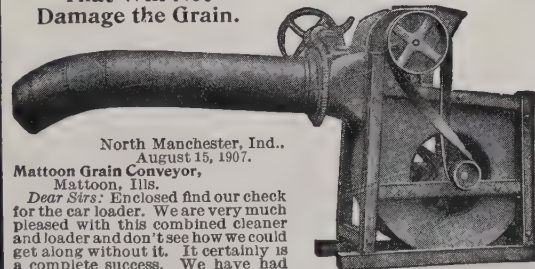 Damage the Grain.
North Manchester, Ind.,
August 15, 1907.
Mattoon Grain Conveyor,
Mattoon, Ills.
Dear Sirs: Enclosed find our check
for the car loader. We are very much
pleased with this combined cleaner
and loader and don't see how we could
get along without it. It certainly is
a complete success. We have had